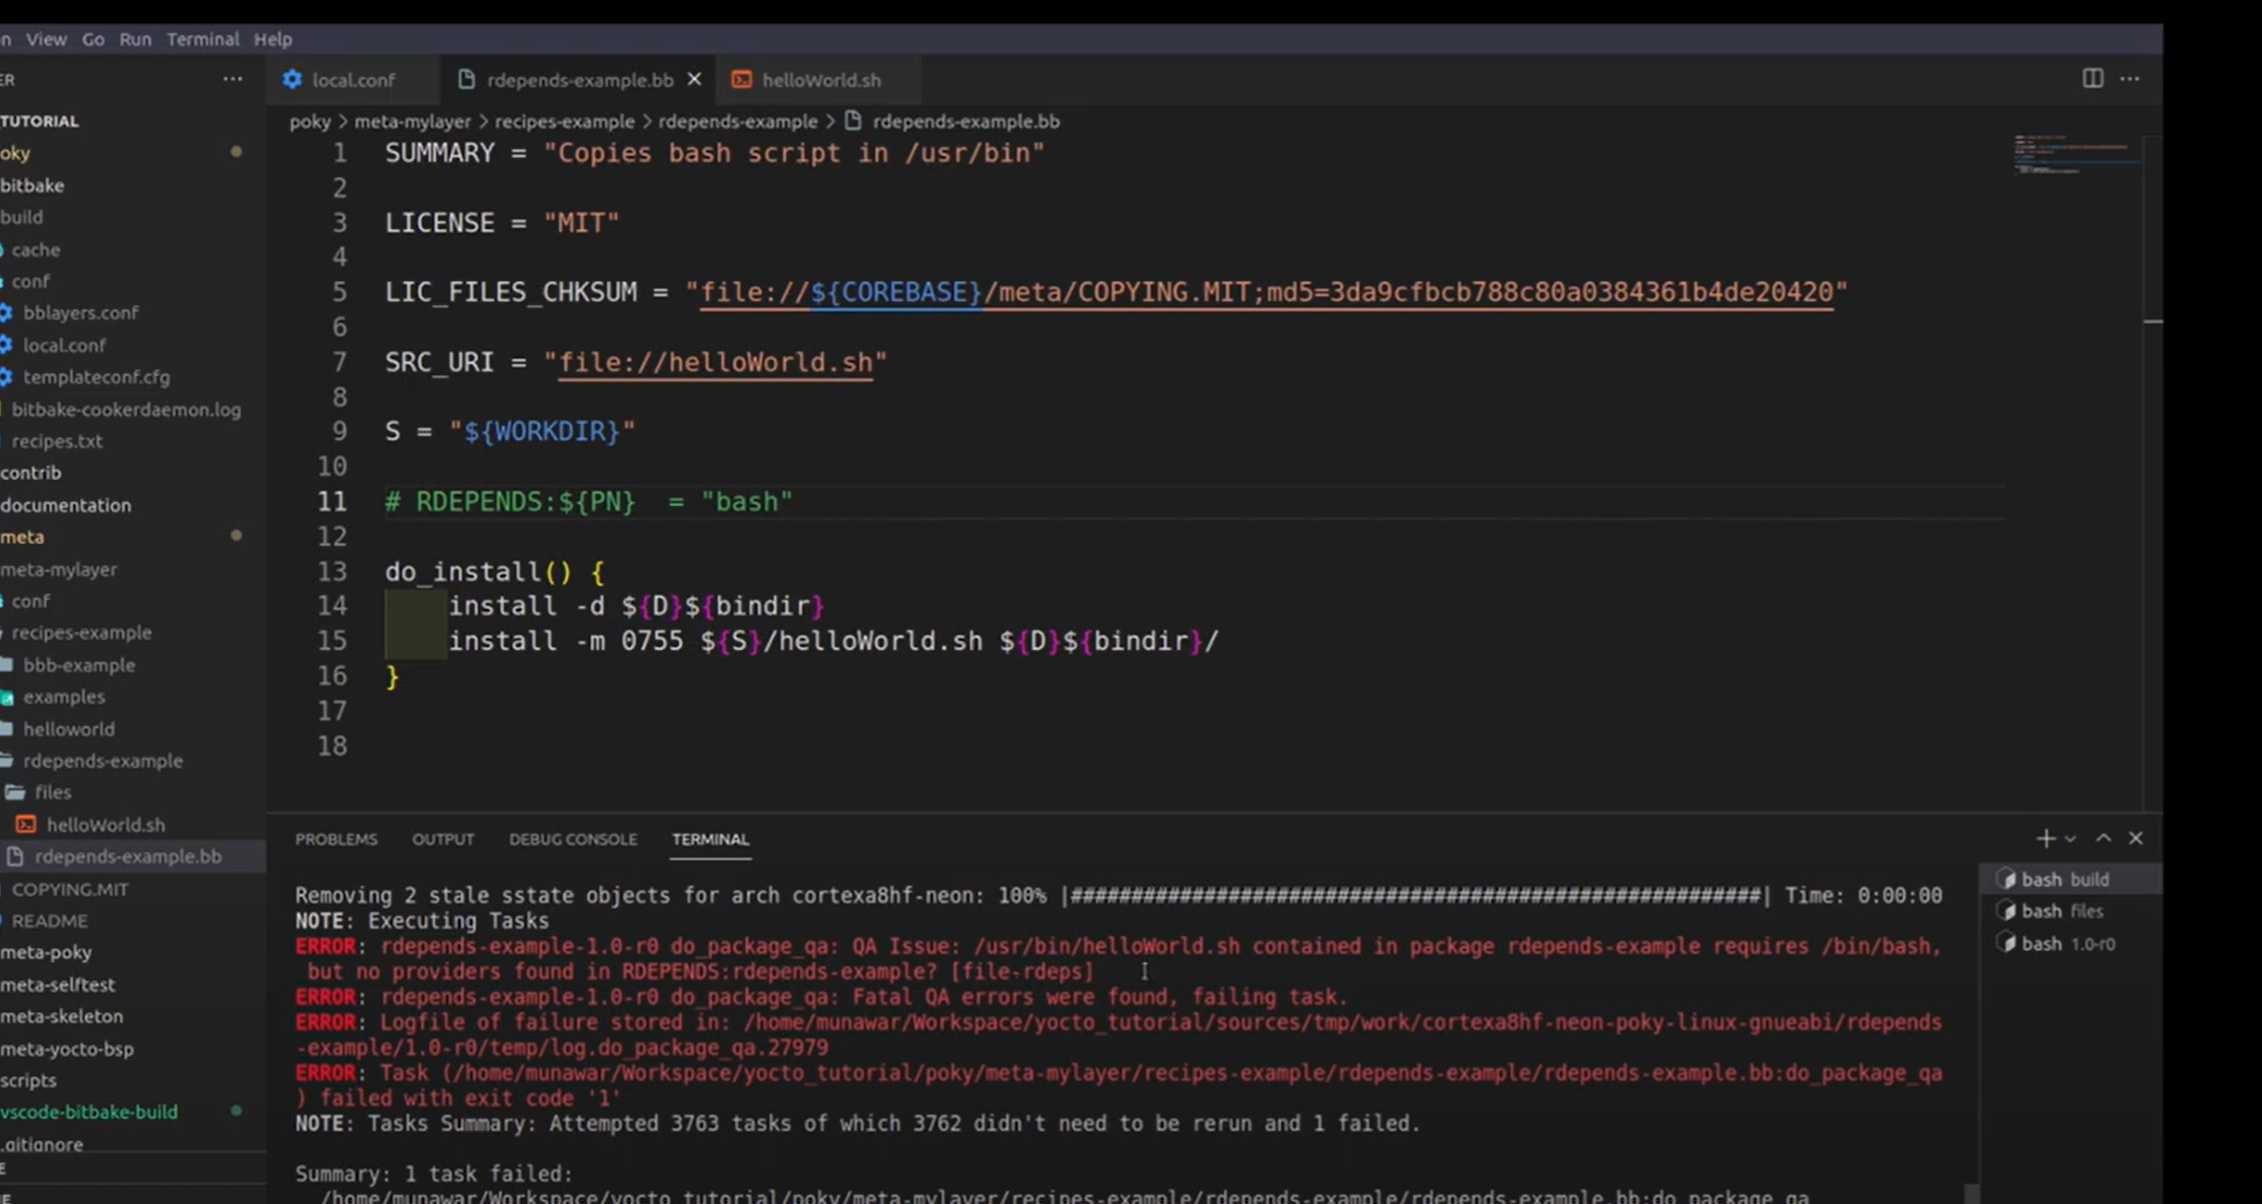 n View Go Run Terminal Help
ER ···
local.conf rdepends-example.bb × helloWorld.sh ···
poky > meta-mylayer > recipes-example > rdepends-example > rdepends-example.bb
TUTORIAL
oky
bitbake
build
cache
conf
bblayers.conf
local.conf
templateconf.cfg
bitbake-cookerdaemon.log
recipes.txt
contrib
documentation
meta
meta-mylayer
conf
recipes-example
bbb-example
examples
helloworld
rdepends-example
files
helloWorld.sh
rdepends-example.bb
COPYING.MIT
README
meta-poky
meta-selftest
meta-skeleton
meta-yocto-bsp
scripts
vscode-bitbake-build
.gitignore
E
E
1 SUMMARY = "Copies bash script in /usr/bin"
2
3 LICENSE = "MIT"
4
5 LIC_FILES_CHKSUM = "file://${COREBASE}/meta/COPYING.MIT;md5=3da9cfbcb788c80a0384361b4de20420"
6
7 SRC_URI = "file://helloWorld.sh"
8
9 S = "${WORKDIR}"
10
11 # RDEPENDS:${PN}  = "bash"
12
13 do_install() {
14     install -d ${D}${bindir}
15     install -m 0755 ${S}/helloWorld.sh ${D}${bindir}/
16 }
17
18
PROBLEMS OUTPUT DEBUG CONSOLE TERMINAL
Removing 2 stale sstate objects for arch cortexa8hf-neon: 100% |#########################################################| Time: 0:00:00
NOTE: Executing Tasks
ERROR: rdepends-example-1.0-r0 do_package_qa: QA Issue: /usr/bin/helloWorld.sh contained in package rdepends-example requires /bin/bash,
but no providers found in RDEPENDS:rdepends-example? [file-rdeps]
ERROR: rdepends-example-1.0-r0 do_package_qa: Fatal QA errors were found, failing task.
ERROR: Logfile of failure stored in: /home/munawar/Workspace/yocto_tutorial/sources/tmp/work/cortexa8hf-neon-poky-linux-gnueabi/rdepends
-example/1.0-r0/temp/log.do_package_qa.27979
ERROR: Task (/home/munawar/Workspace/yocto_tutorial/poky/meta-mylayer/recipes-example/rdepends-example/rdepends-example.bb:do_package_qa
) failed with exit code '1'
NOTE: Tasks Summary: Attempted 3763 tasks of which 3762 didn't need to be rerun and 1 failed.
Summary: 1 task failed:
/home/munawar/Workspace/yocto_tutorial/poky/meta-mylayer/recipes-example/rdepends-example/rdepends-example.bb:do_package_qa
bash build
bash files
bash 1.0-r0